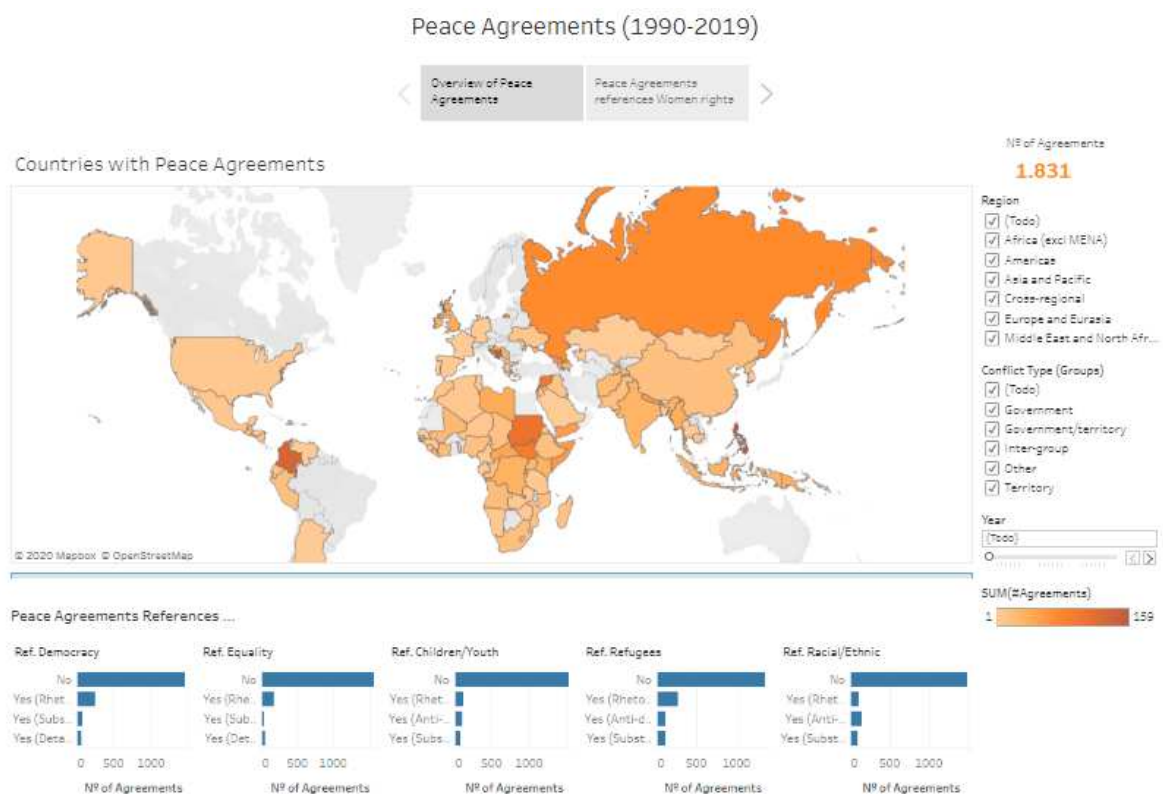 Peace Agreements (1990-2019)
Overview of Peace
Agreements
Peace Agreements
references Women rights
Countries with Peace Agreements
Nº of Agreements
1.831
Region
(Todo)
Africa (excl MENA)
Americas
Asia and Pacific
Cross-regional
Europe and Eurasia
Middle East and North Afr...
Conflict Type (Groups)
(Todo)
Government
Government/territory
Inter-group
Other
Territory
Year
(Todo)
© 2020 Mapbox © OpenStreetMap
SUM(#Agreements)
1 159
Peace Agreements References ...
Ref. Democracy
No
Yes (Rhet..
Yes (Subs..
Yes (Deta..
0 500 1000
Nº of Agreements
Ref. Equality
No
Yes (Rhe..
Yes (Sub..
Yes (Det..
0 500 1000
Nº of Agreements
Ref. Children/Youth
No
Yes (Rhet..
Yes (Anti-..
Yes (Subs..
0 500 1000
Nº of Agreements
Ref. Refugees
No
Yes (Rheto..
Yes (Anti-d..
Yes (Subst..
0 500 1000
Nº of Agreements
Ref. Racial/Ethnic
No
Yes (Rhet..
Yes (Anti-..
Yes (Subst..
0 500 1000
Nº of Agreements